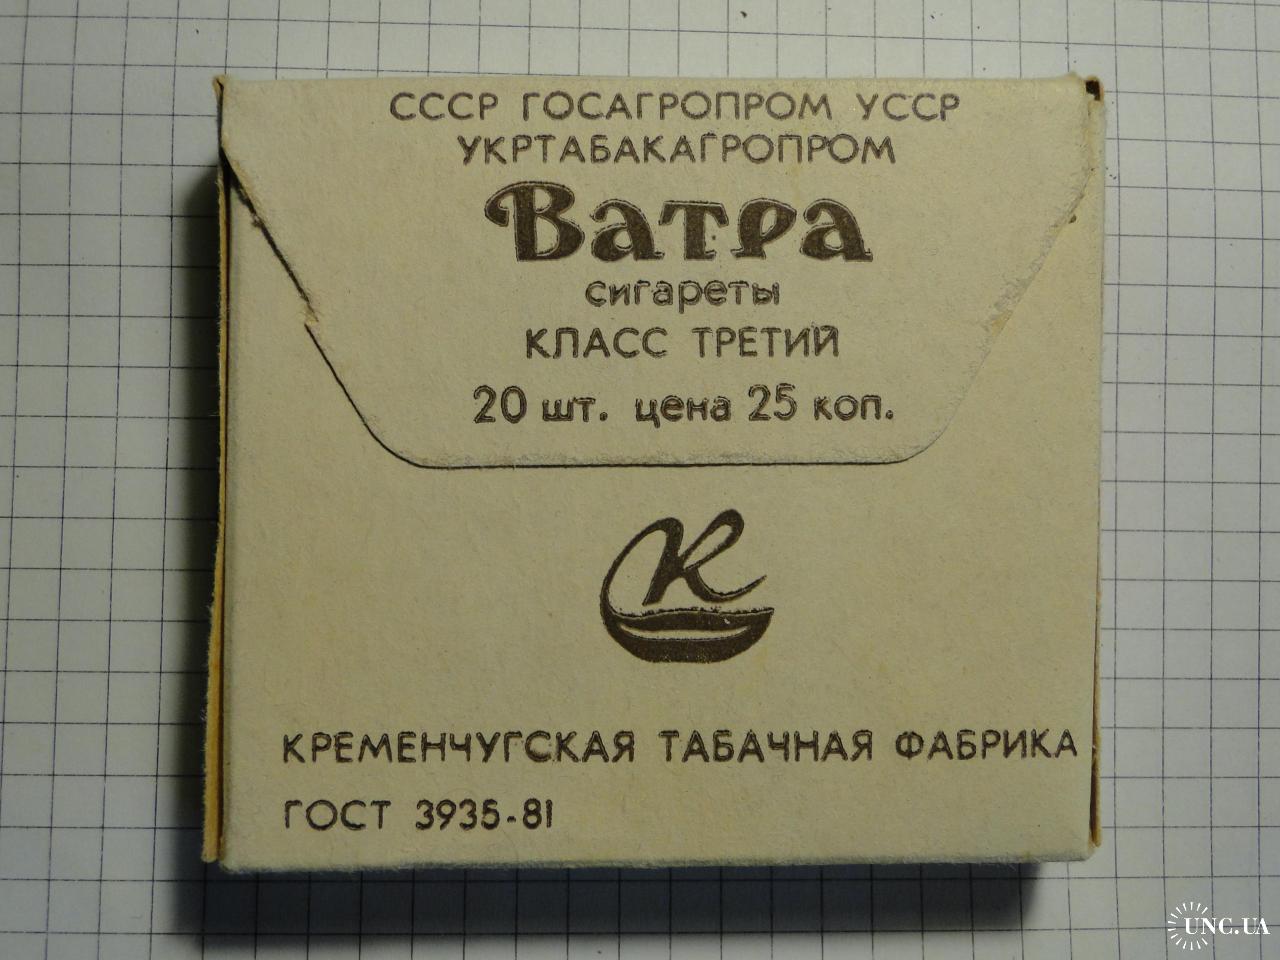 СССР ГОСАГРОПРОМ УССР
УКРТАБАКАГРОПРОМ
Ватра
сигареты
КЛАСС ТРЕТИЙ
20 шт. цена 25 коп.
К
КРЕМЕНЧУГСКАЯ ТАБАЧНАЯ ФАБРИКА
ГОСТ 3935-81
UNC.UA